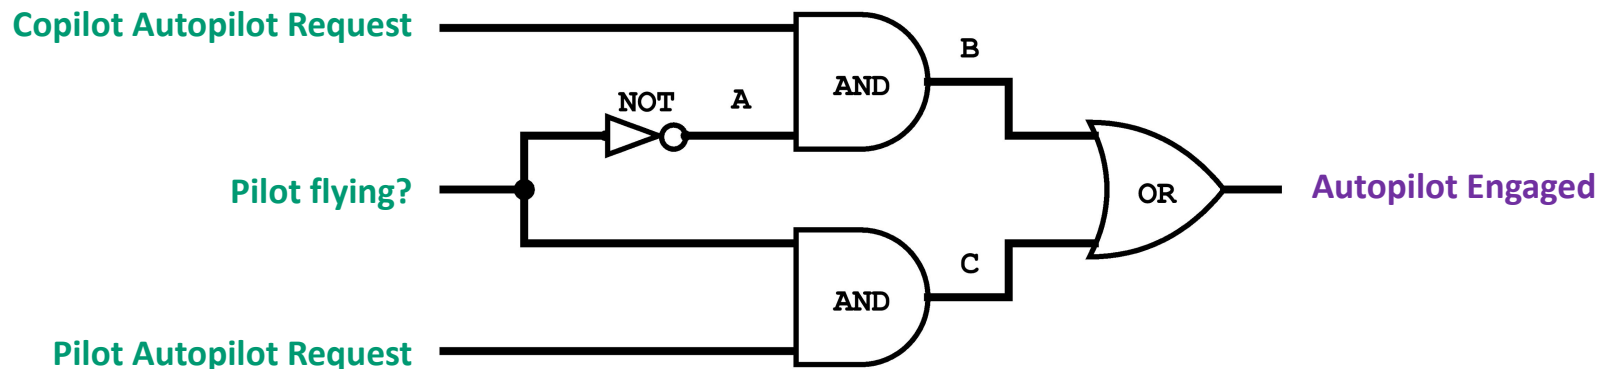 Copilot Autopilot Request
B
AND
NOT
A
Pilot flying?
OR
Autopilot Engaged
C
AND
Pilot Autopilot Request